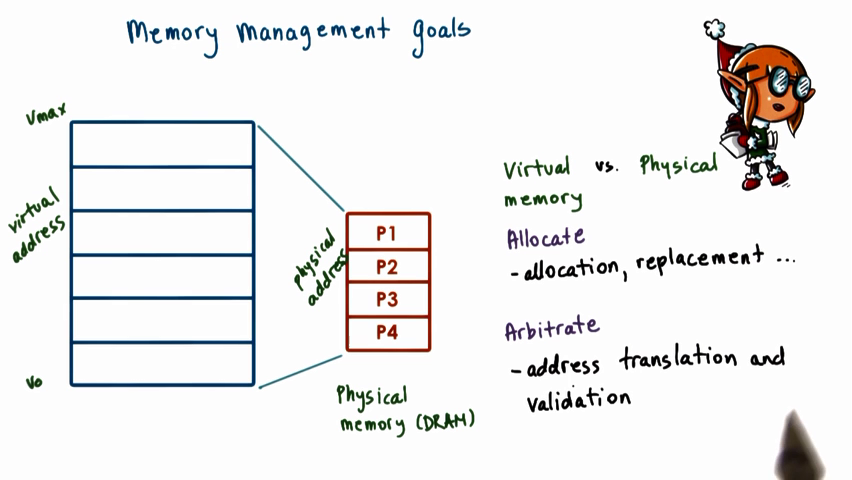 Memory management goals
Vmax
virtual
address
V0
physical
address
P1
P2
P3
P4
Physical
memory (DRAM)
Virtual vs. Physical
memory
Allocate
- allocation, replacement ...
Arbitrate
- address translation and
validation